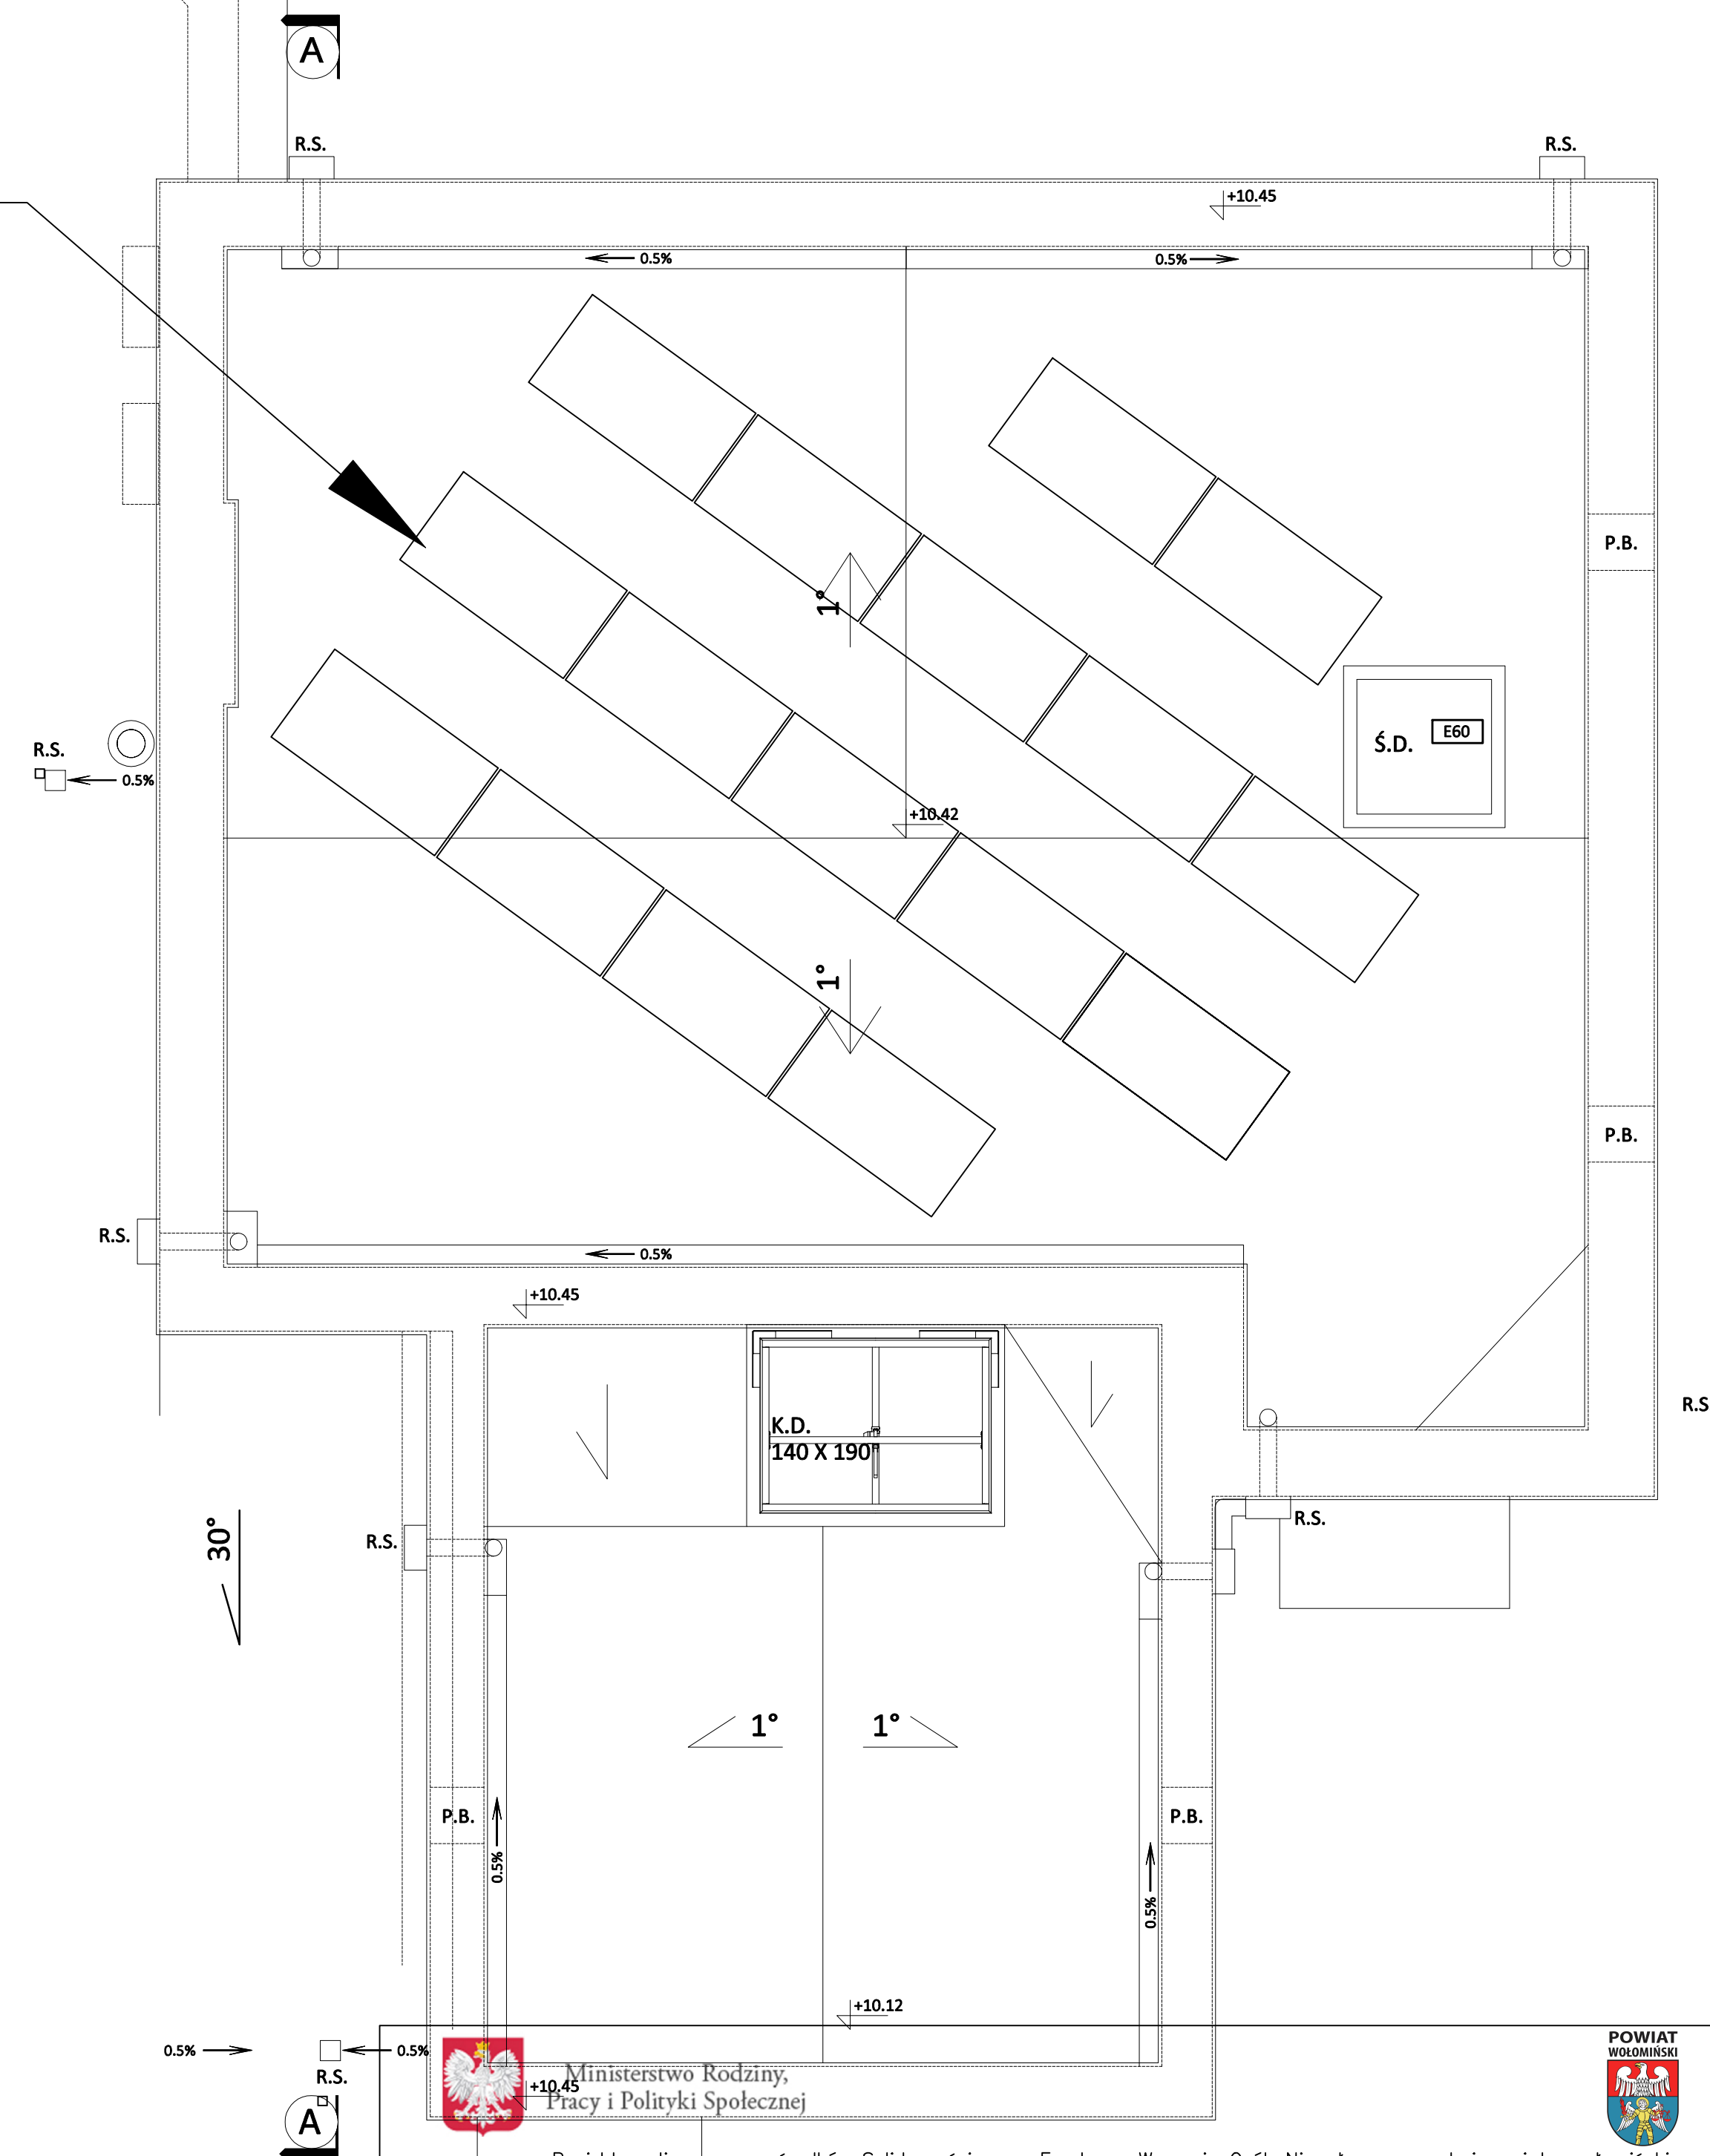 A
R.S.
R.S.
+10.45
0.5%
0.5%
P.B.
1°
E60
Ś.D.
R.S.
0.5%
+10.42
1°
P.B.
R.S.
0.5%
+10.45
R.S
K.D.
140 X 190
R.S.
R.S.
30°
1°
1°
P.B.
P.B.
0.5%
0.5%
+10.12
POWIAT
WOŁOMIŃSKI
0.5%
0.5%
R.S.
Ministerstwo Rodziny,
+10.45
Pracy i Polityki Społecznej
A